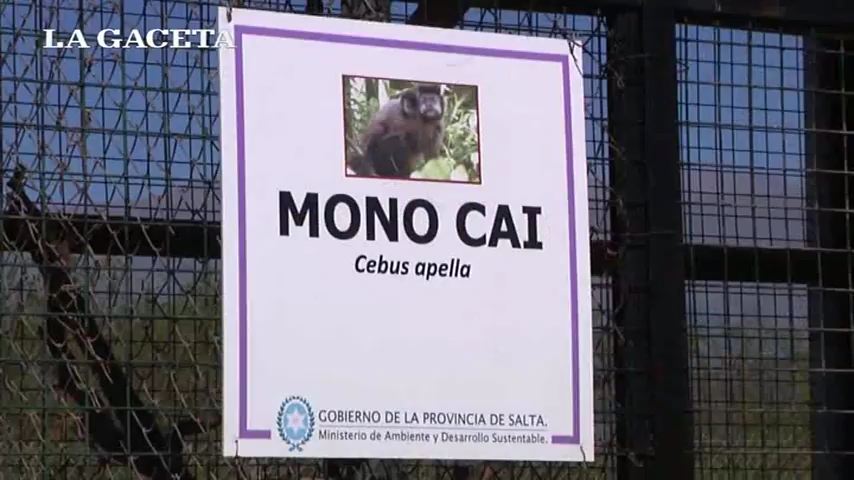 LA GACETA
MONO CAI
Cebus apella
GOBIERNO DE LA PROVINCIA DE SALTA.
Ministerio de Ambiente y Desarrollo Sustentable.